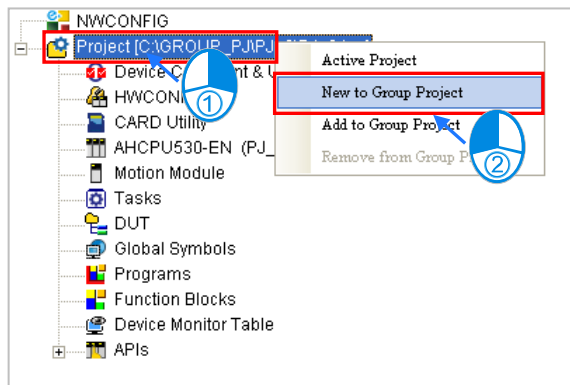 NWCONFIG
Project [C:\GROUP_PJ\PJ
Active Project
Device
HWCON
New to Group Project
①
CARD Utility
Add to Group Project
AHCPU530-EN (PJ_
Remove from Group
②
Motion Module
Tasks
DUT
Global Symbols
Programs
Function Blocks
Device Monitor Table
APIs